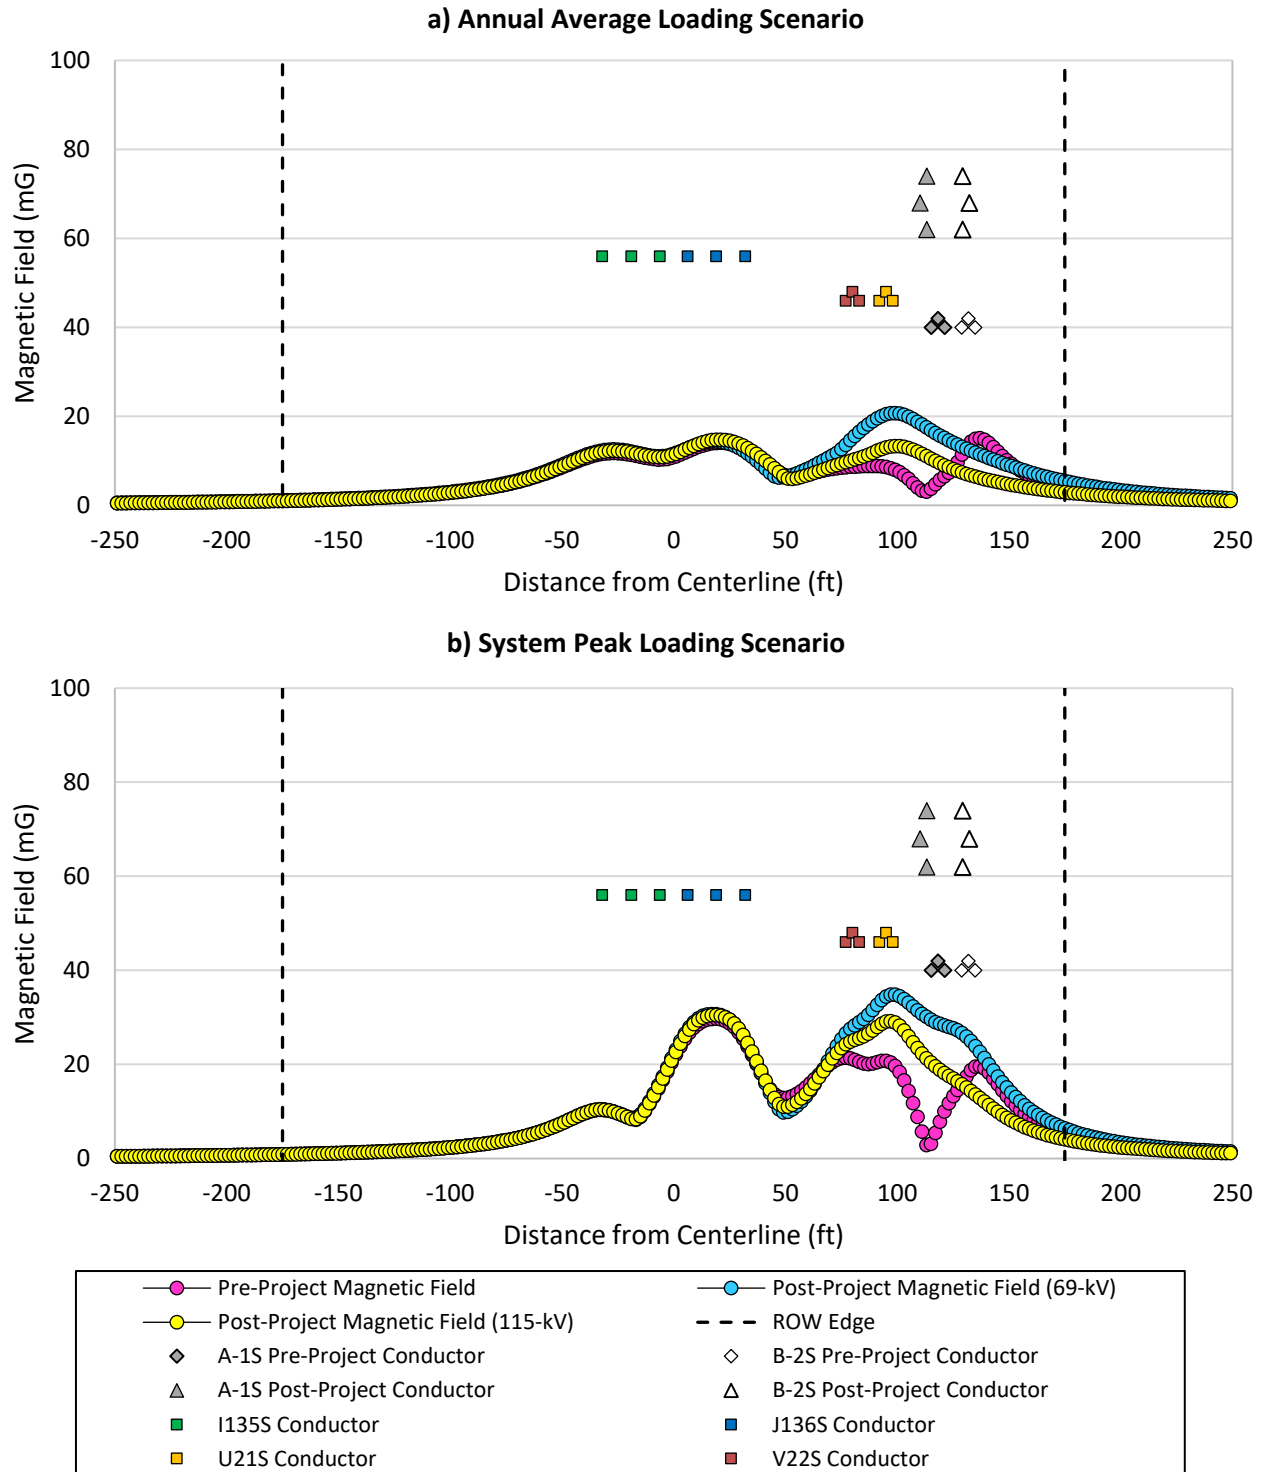 a) Annual Average Loading Scenario
100
80
60
40
20
0
Magnetic Field (mG)
-250 -200 -150 -100 -50 0 50 100 150 200 250
Distance from Centerline (ft)
b) System Peak Loading Scenario
100
80
60
40
20
0
Magnetic Field (mG)
-250 -200 -150 -100 -50 0 50 100 150 200 250
Distance from Centerline (ft)
Pre-Project Magnetic Field Post-Project Magnetic Field (69-kV)
Post-Project Magnetic Field (115-kV) ROW Edge
A-1S Pre-Project Conductor B-2S Pre-Project Conductor
A-1S Post-Project Conductor B-2S Post-Project Conductor
I135S Conductor J136S Conductor
U21S Conductor V22S Conductor